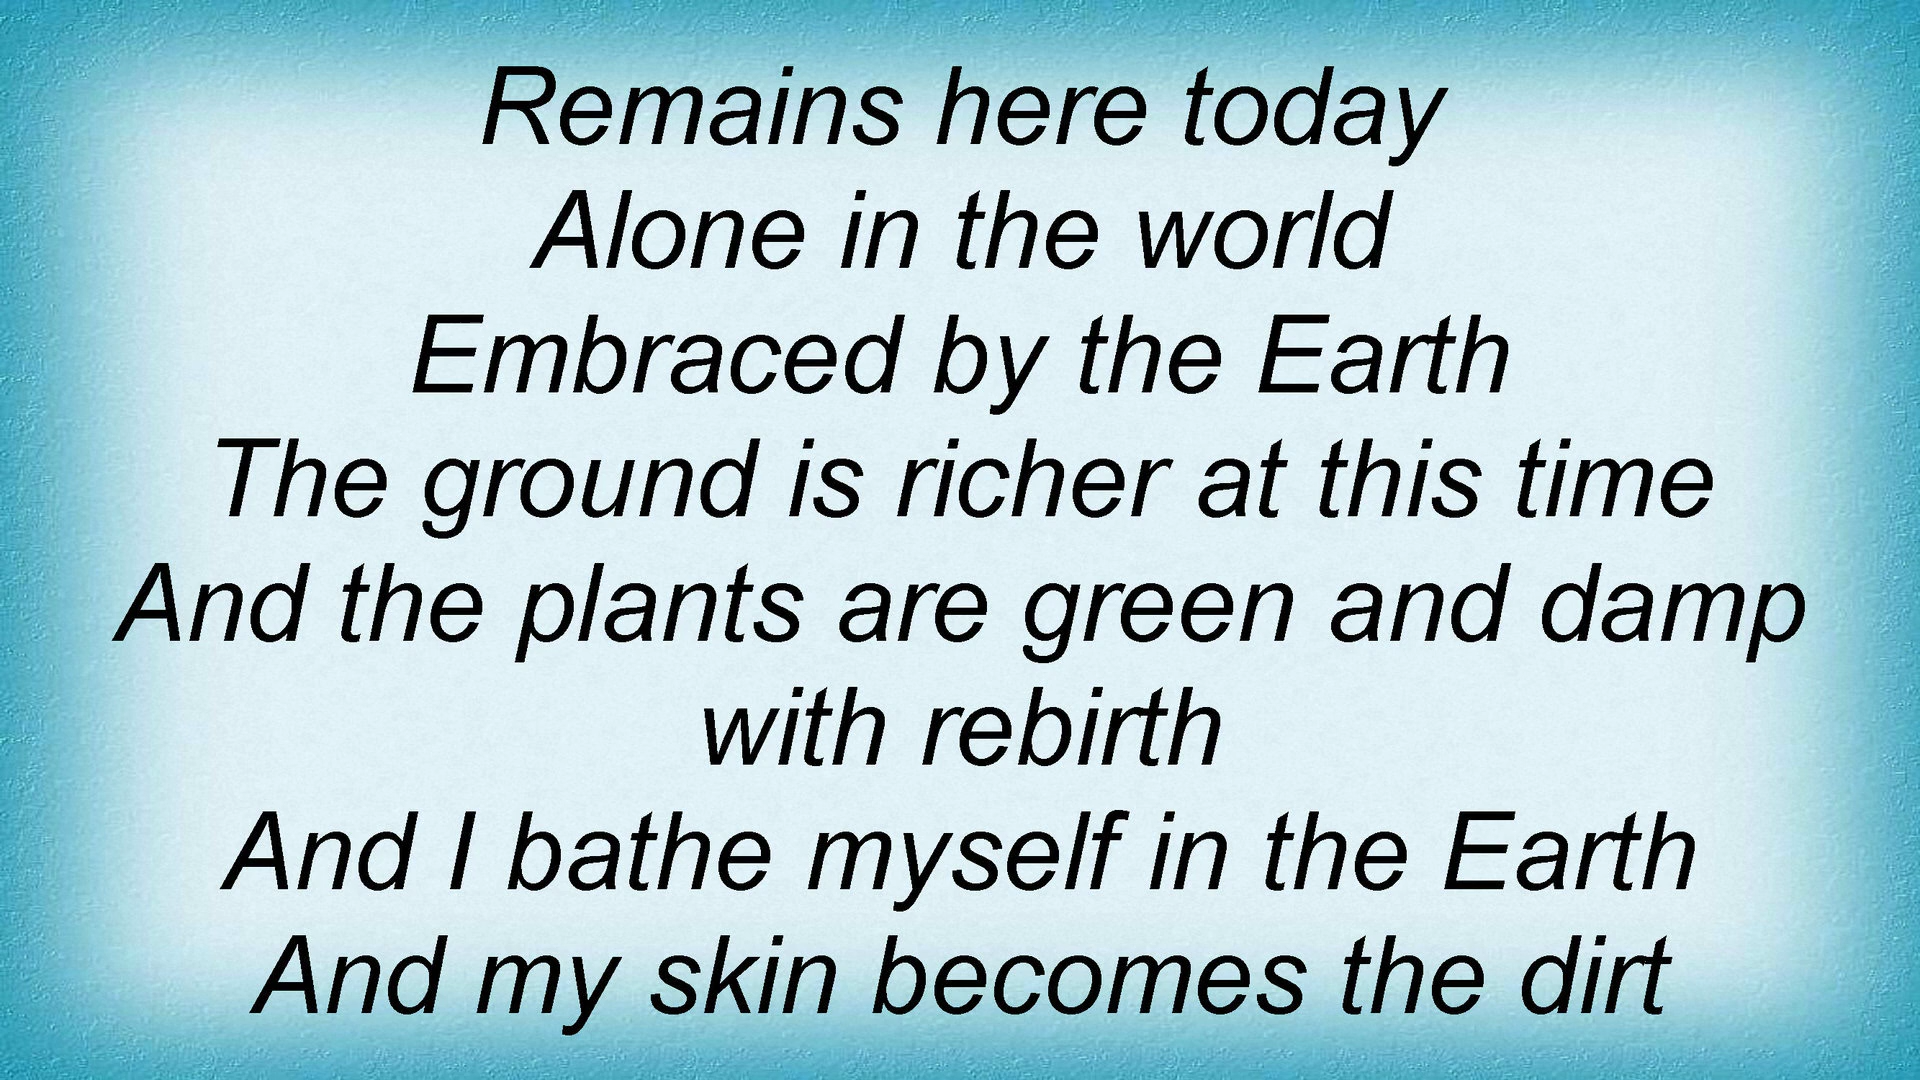 Remains here today
Alone in the world
Embraced by the Earth
The ground is richer at this time
And the plants are green and damp
with rebirth
And I bathe myself in the Earth
And my skin becomes the dirt